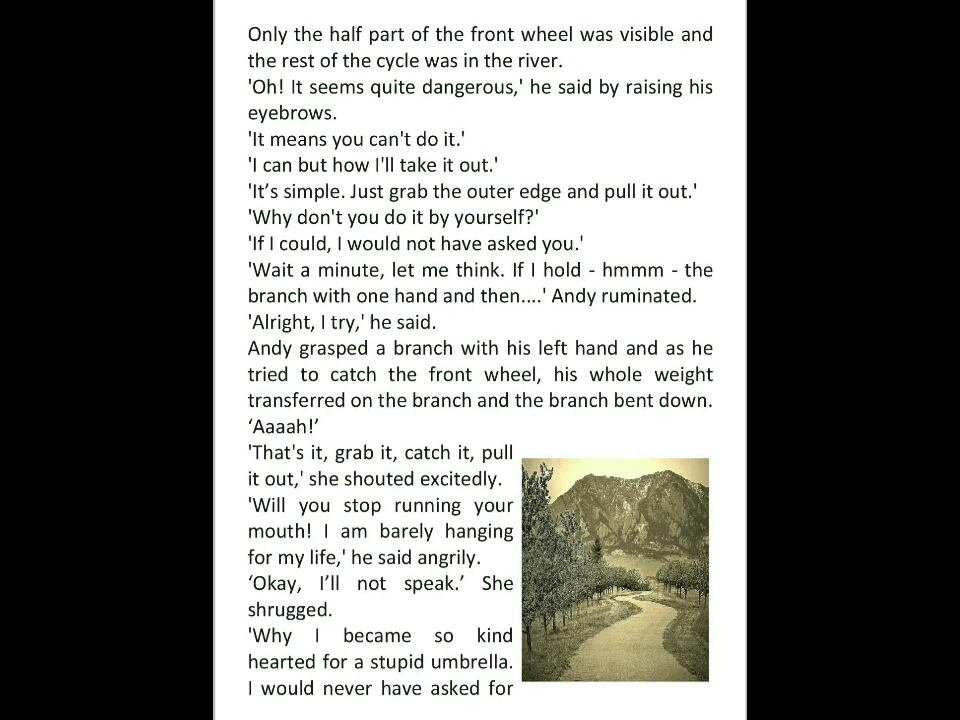 Only the half part of the front wheel was visible and
the rest of the cycle was in the river.
'Oh! It seems quite dangerous,' he said by raising his
eyebrows.
'It means you can't do it.'
'I can but how I'll take it out.'
'It’s simple. Just grab the outer edge and pull it out.'
'Why don't you do it by yourself?'
'If I could, I would not have asked you.'
'Wait a minute, let me think. If I hold - hmmm - the
branch with one hand and then....' Andy ruminated.
'Alright, I try,' he said.
Andy grasped a branch with his left hand and as he
tried to catch the front wheel, his whole weight
transferred on the branch and the branch bent down.
‘Aaaah!’
'That's it, grab it, catch it, pull
it out,' she shouted excitedly.
'Will you stop running your
mouth! I am barely hanging
for my life,' he said angrily.
‘Okay, I’ll not speak.’ She
shrugged.
'Why I became so kind
hearted for a stupid umbrella.
I would never have asked for